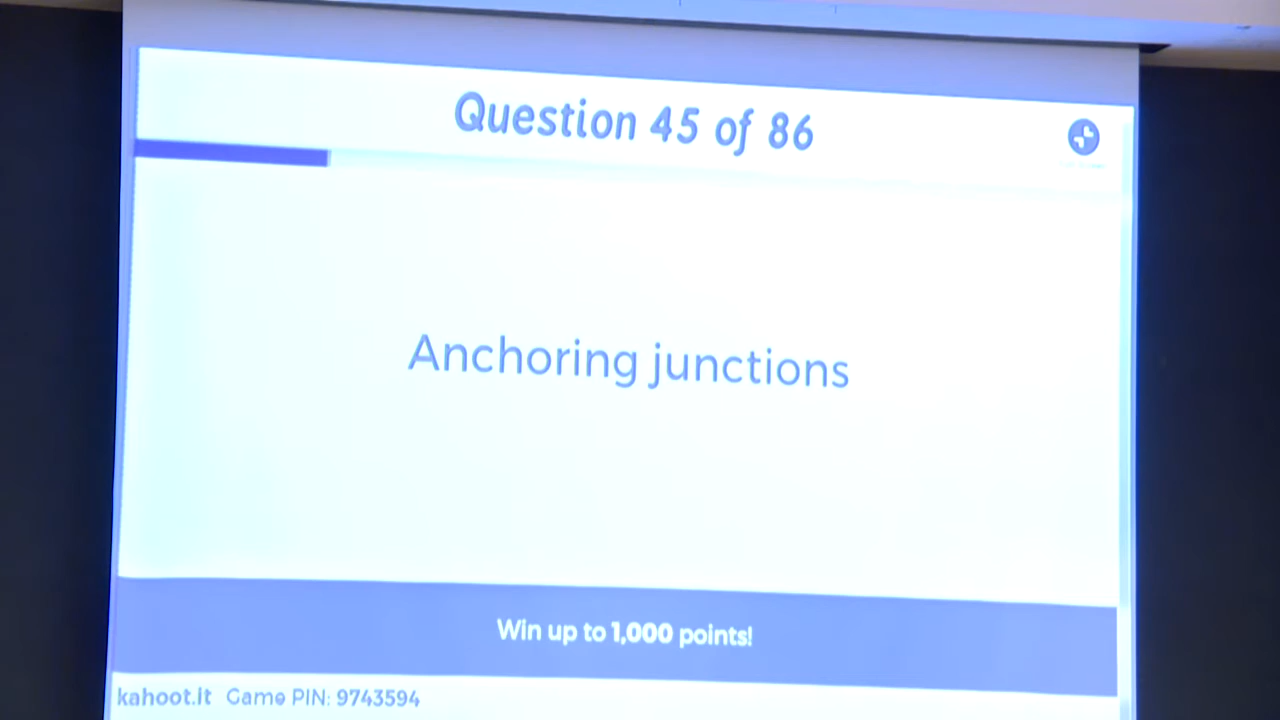 Question 45 of 86
Anchoring junctions
Win up to 1,000 points!
kahoot.it Game PIN: 9743594